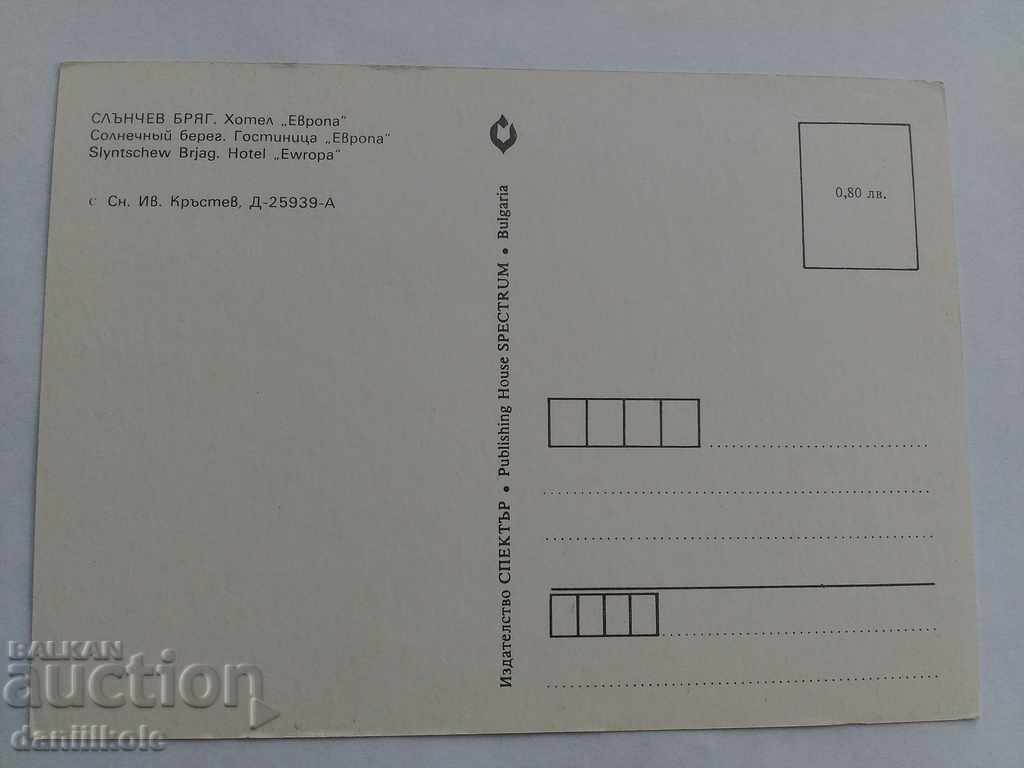 СЛЪНЧЕВ БРЯГ. Хотел „Европа“
Солнечный берег. Гостиница „Европа“
Slyntschew Brjag. Hotel „Ewropa“
с Сн. Ив. Кръстев, Д-25939-А
Издателство СПЕКТЪР • Publishing House SPECTRUM • Bulgaria
0,80 лв.
BALKAN
auction
daniilkole